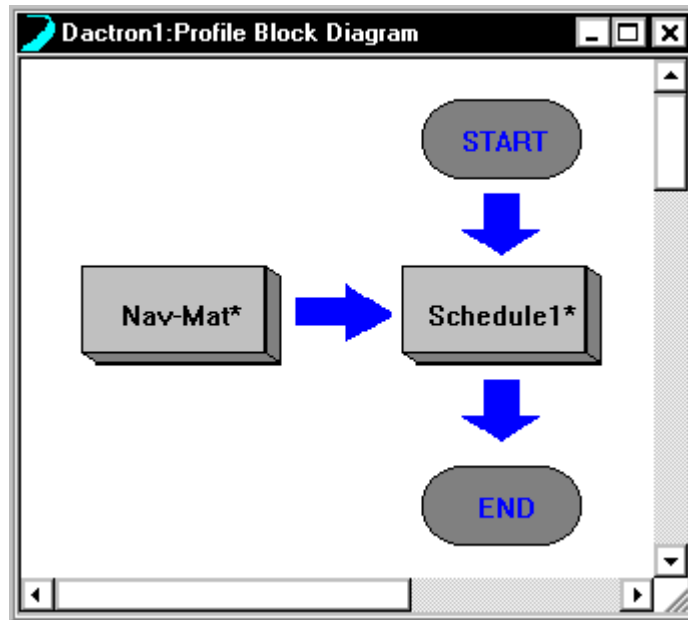 Dactron1:Profile Block Diagram
START
Nav-Mat*
Schedule1*
END